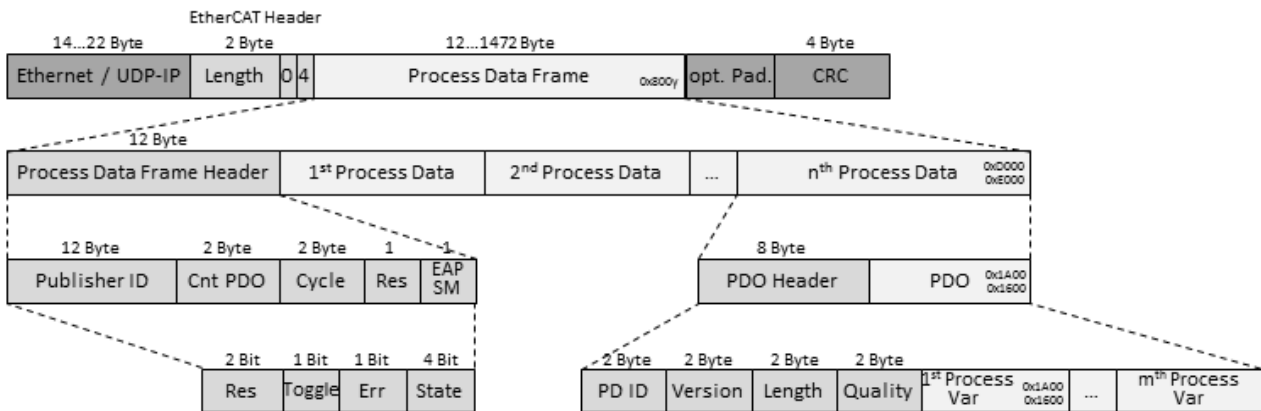 EtherCAT Header
14...22 Byte 2 Byte 12...1472 Byte 4 Byte
Ethernet / UDP-IP Length 0 4 Process Data Frame 0x800y opt. Pad. CRC
12 Byte
Process Data Frame Header 1st Process Data 2nd Process Data ... nth Process Data 0xD000
0xE000
12 Byte 2 Byte 2 Byte 1 1 8 Byte
Publisher ID Cnt PDO Cycle Res EAP SM PDO Header PDO 0x1A00
0x1600
2 Bit 1 Bit 1 Bit 4 Bit 2 Byte 2 Byte 2 Byte 2 Byte
Res Toggle Err State PD ID Version Length Quality 1st Process Var 0x1A00 0x1600 ... mth Process Var